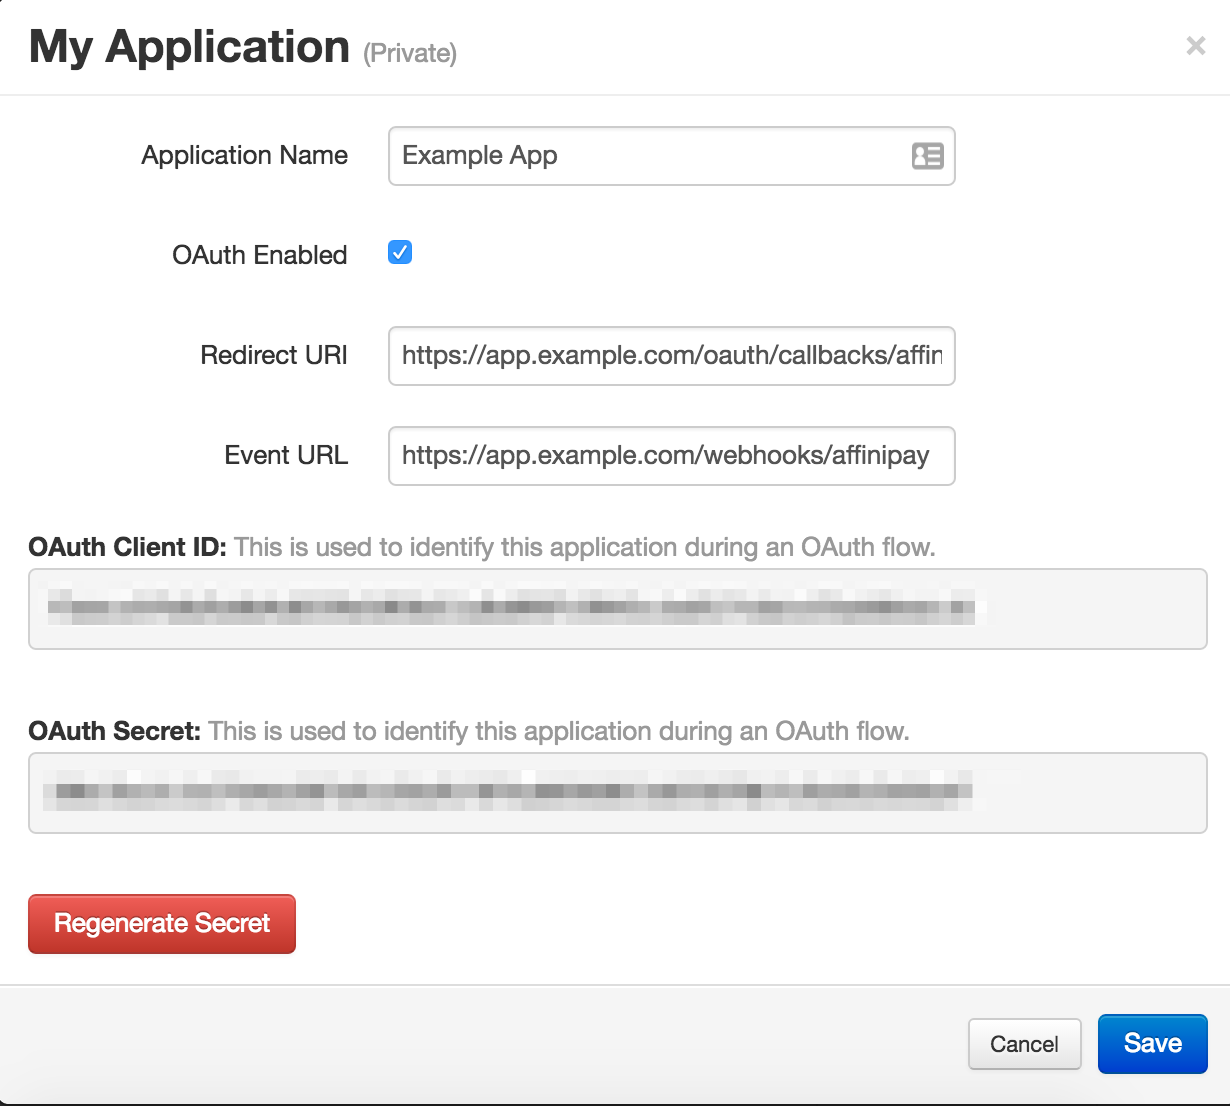 My Application (Private)
×
Application Name Example App
OAuth Enabled
Redirect URI https://app.example.com/oauth/callbacks/affin
Event URL https://app.example.com/webhooks/affinipay
OAuth Client ID: This is used to identify this application during an OAuth flow.
OAuth Secret: This is used to identify this application during an OAuth flow.
Regenerate Secret
Cancel Save